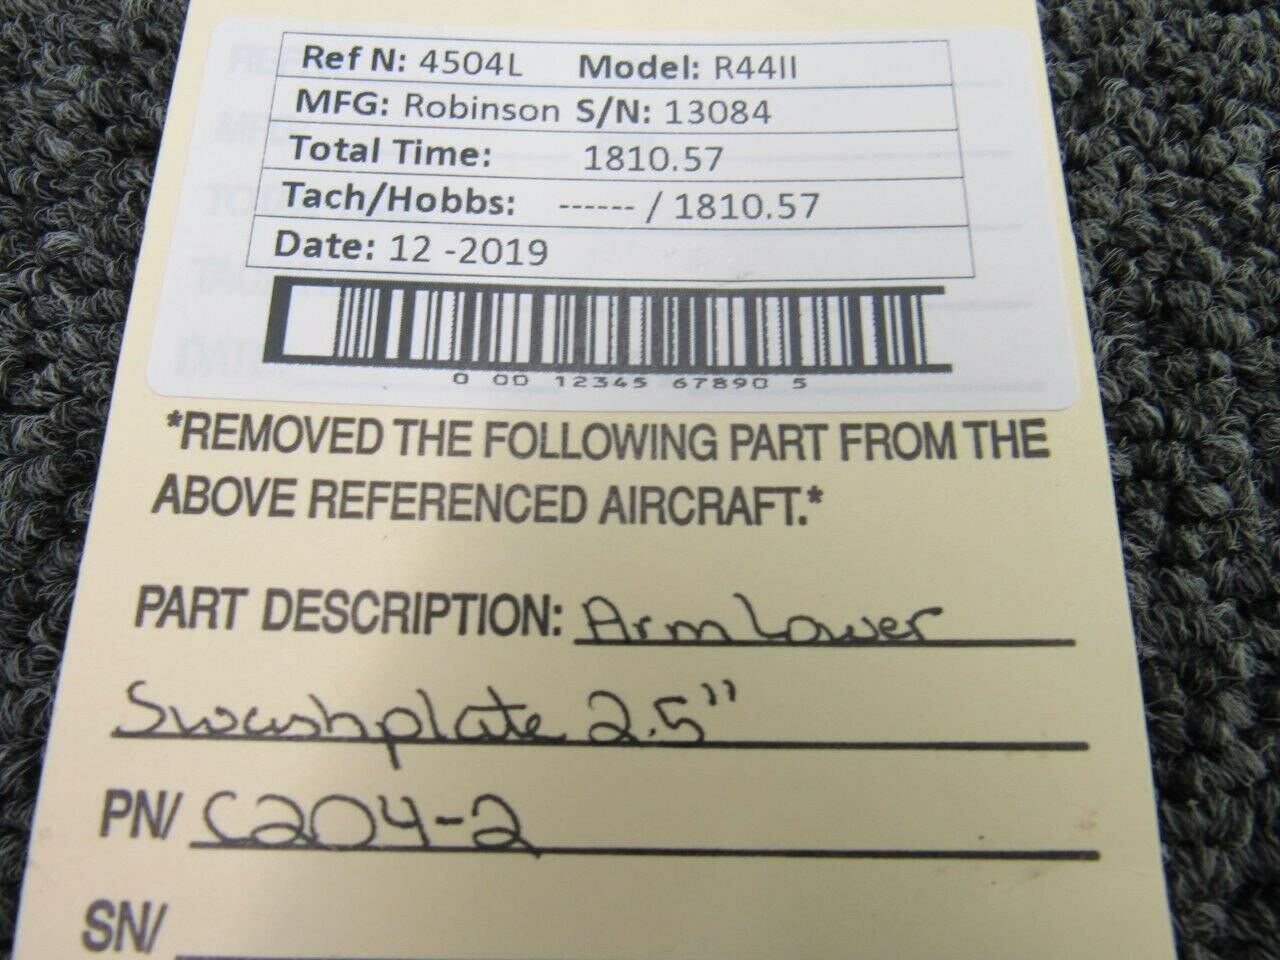 Ref N: 4504L Model: R44II
MFG: Robinson S/N: 13084
Total Time: 1810.57
Tach/Hobbs: ------ / 1810.57
Date: 12 -2019
0 00 12345 67890 5
*REMOVED THE FOLLOWING PART FROM THE
ABOVE REFERENCED AIRCRAFT.*
PART DESCRIPTION: Arm Lower
Swashplate 2.5"
PN/ C204-2
SN/